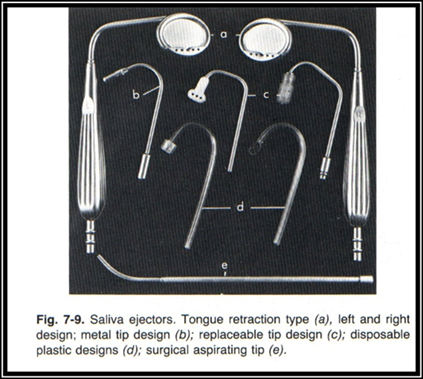 a
b
c
d
e
Fig. 7-9. Saliva ejectors. Tongue retraction type (a), left and right
design; metal tip design (b); replaceable tip design (c); disposable
plastic designs (d); surgical aspirating tip (e).